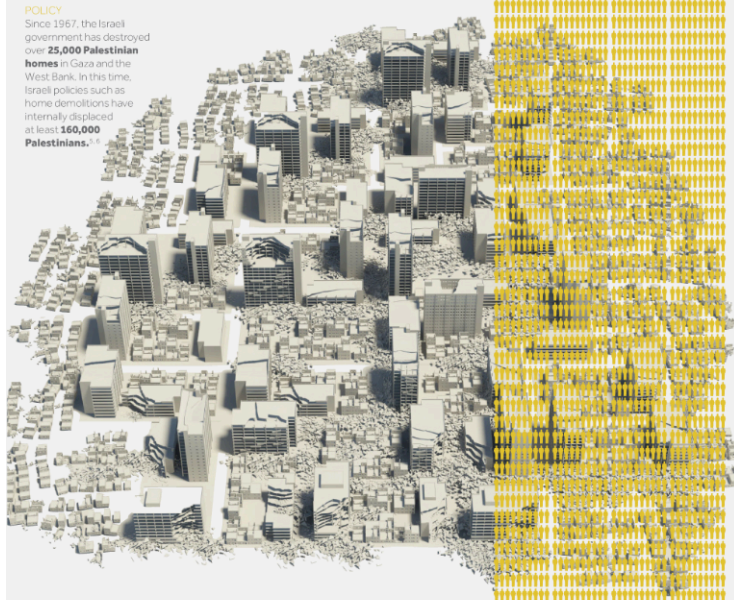 POLICY
Since 1967, the Israeli
government has destroyed
over 25,000 Palestinian
homes in Gaza and the
West Bank. In this time,
Israeli policies such as
home demolitions have
internally displaced
at least 160,000
Palestinians.